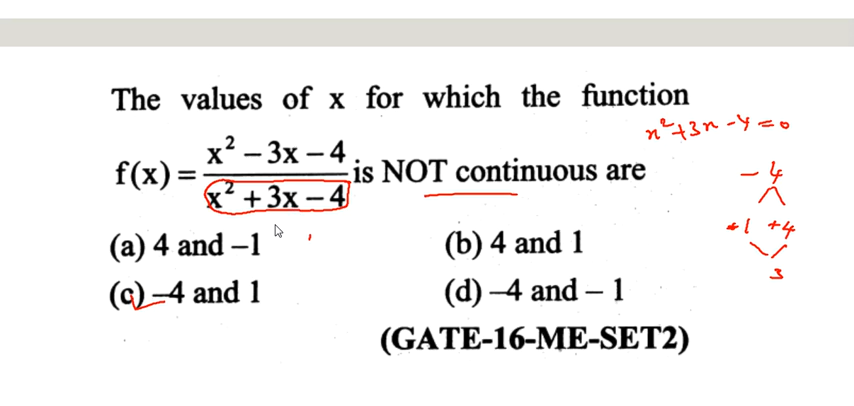 The values of x for which the function
x² + 3x - 4 = 0
f(x) = (x² – 3x – 4)/(x² + 3x – 4) is NOT continuous are
- 4
-1 +4
3
(a) 4 and –1 (b) 4 and 1
(c) –4 and 1 (d) –4 and – 1
(GATE-16-ME-SET2)